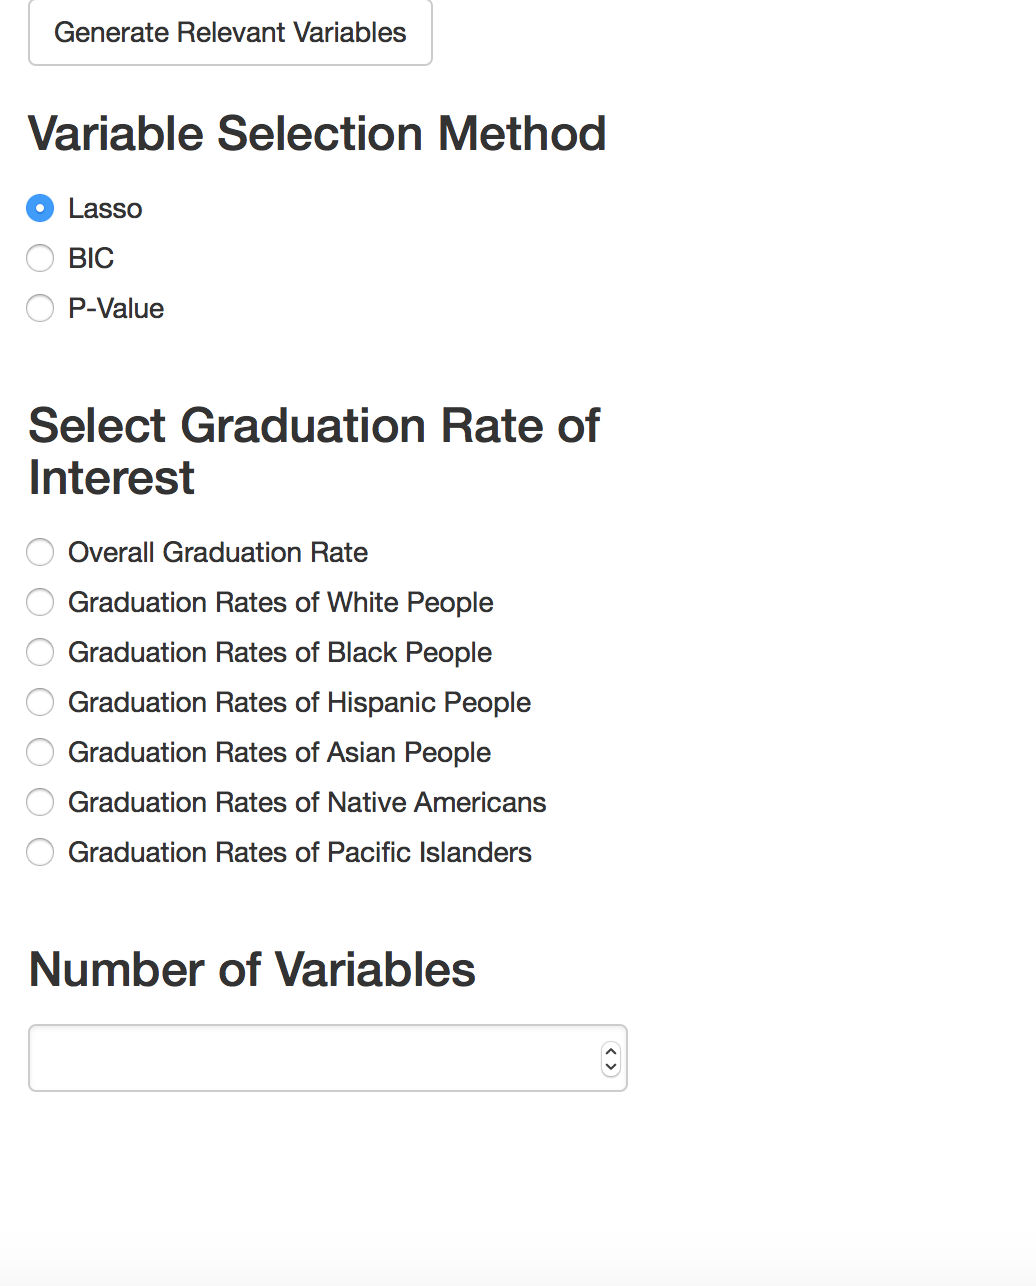 Generate Relevant Variables
Variable Selection Method
Lasso
BIC
P-Value
Select Graduation Rate of
Interest
Overall Graduation Rate
Graduation Rates of White People
Graduation Rates of Black People
Graduation Rates of Hispanic People
Graduation Rates of Asian People
Graduation Rates of Native Americans
Graduation Rates of Pacific Islanders
Number of Variables